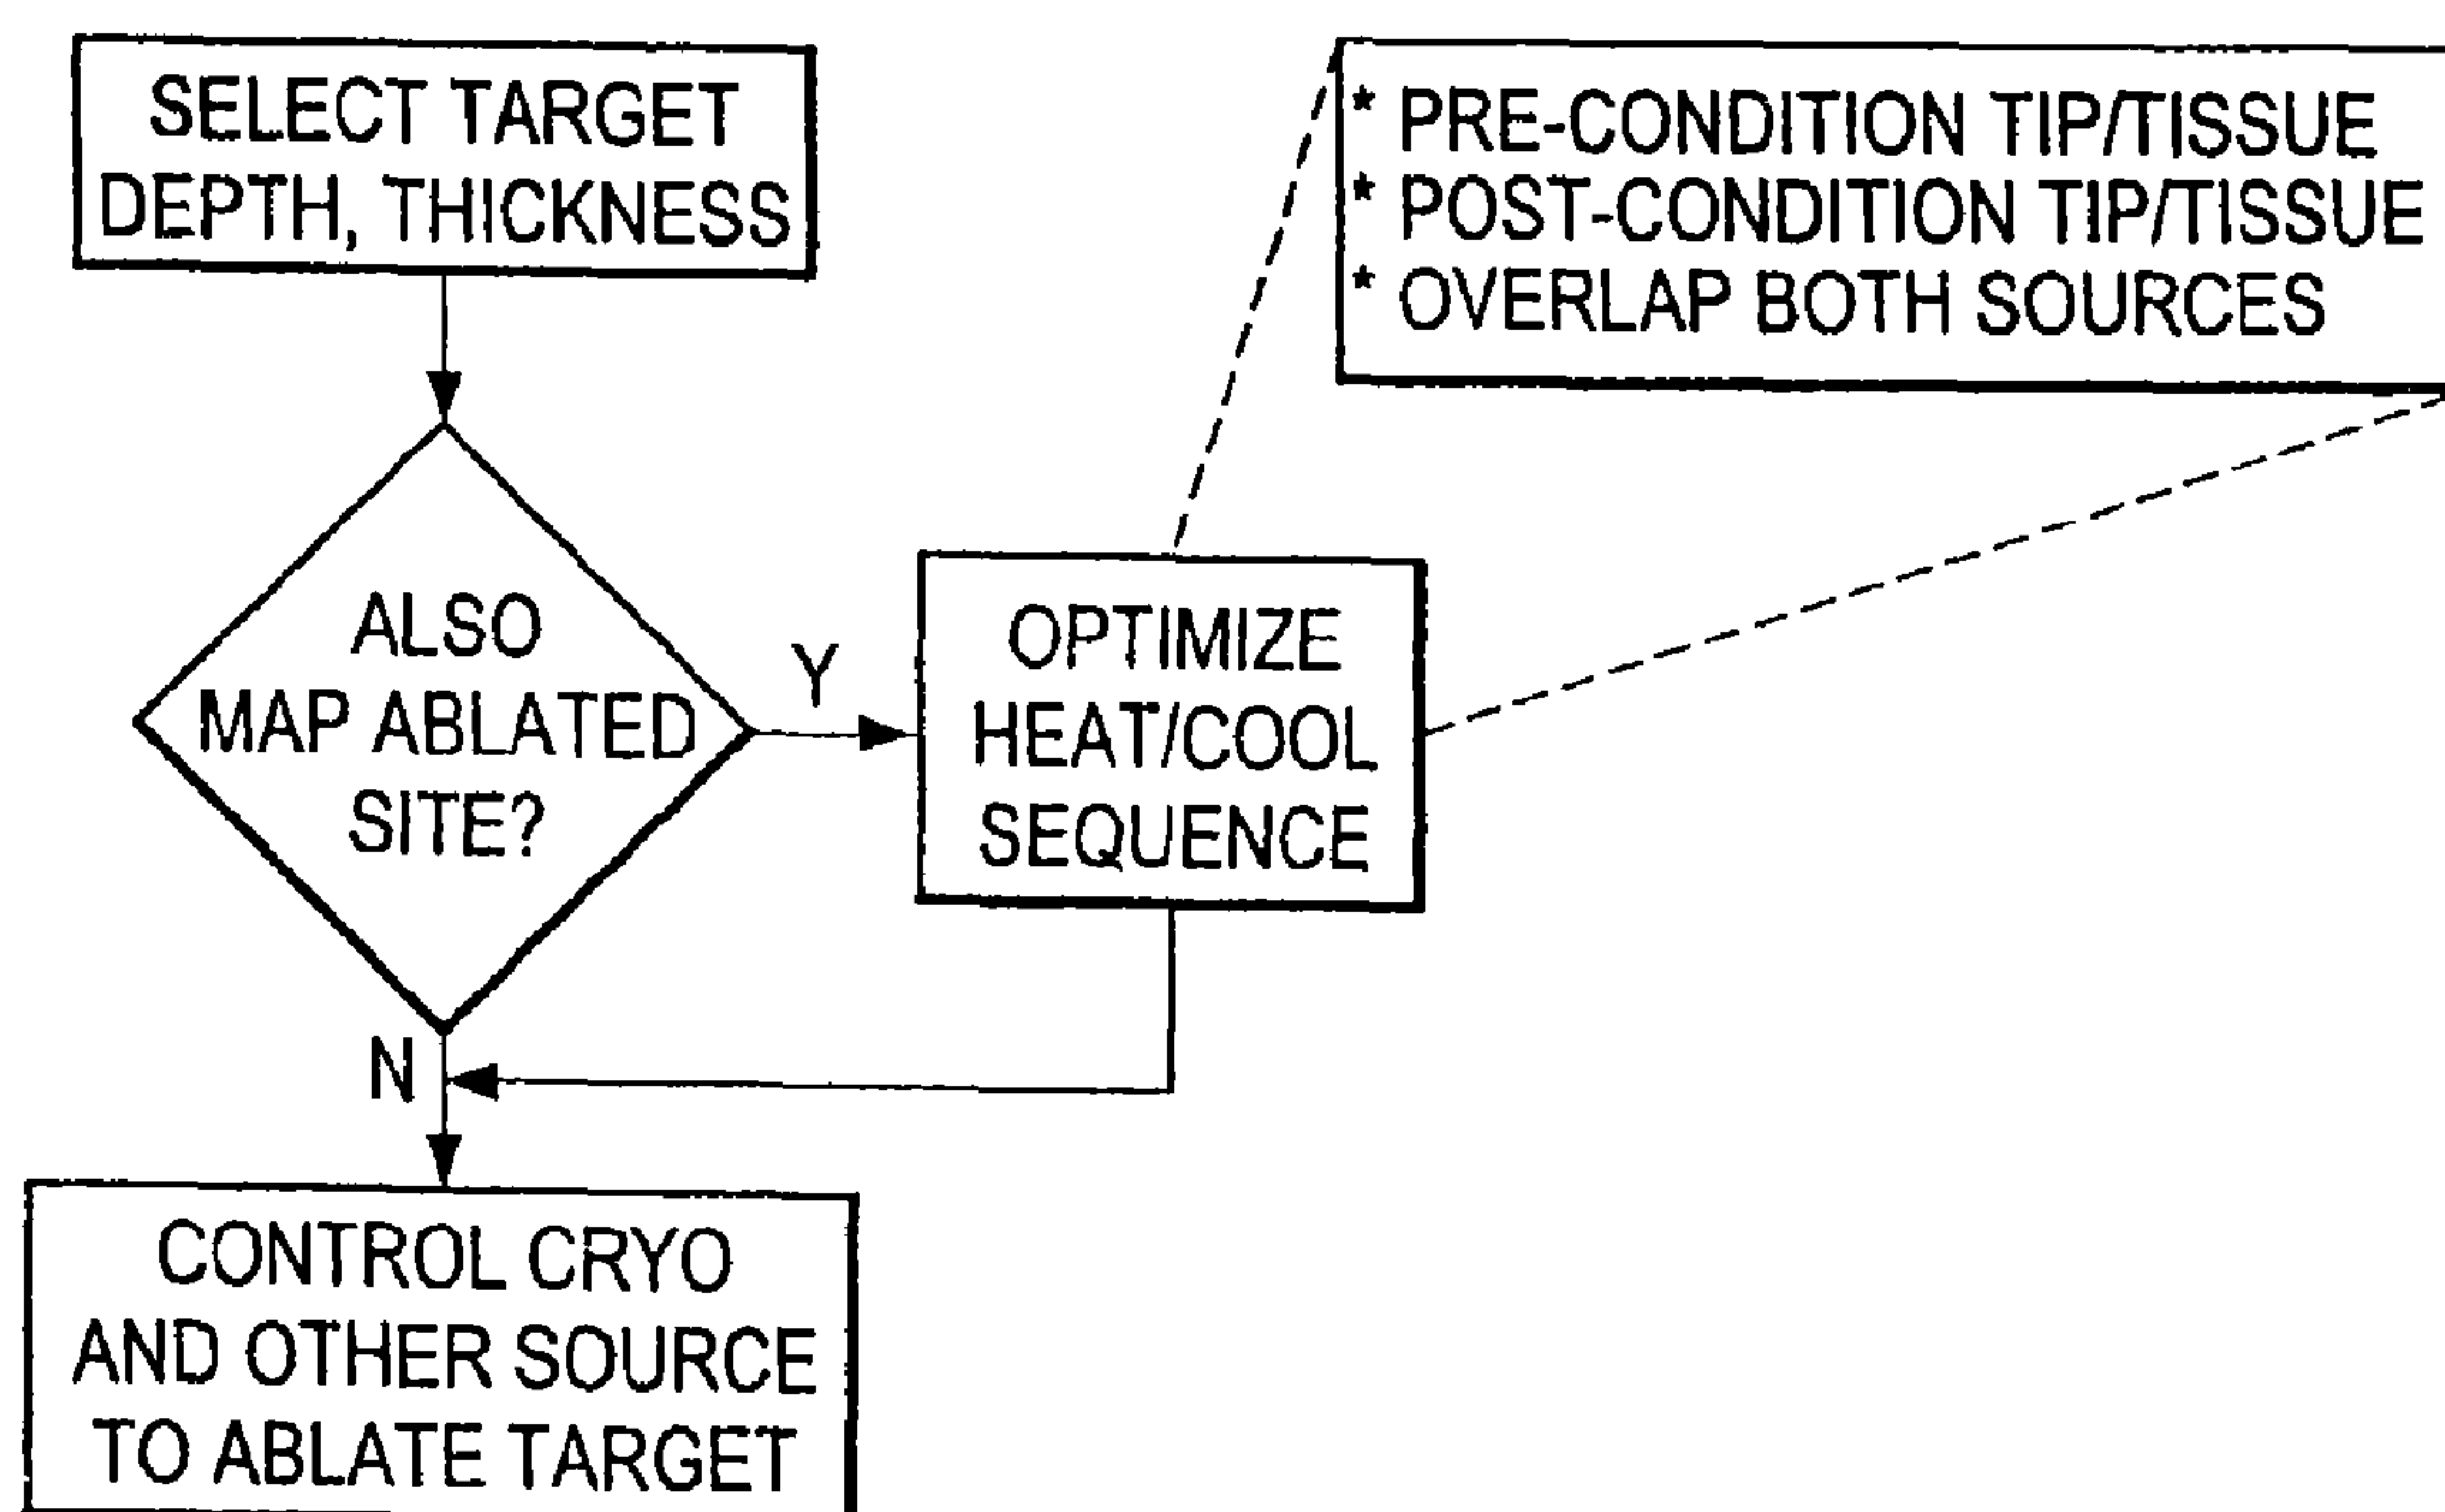 SELECT TARGET
DEPTH, THICKNESS
* PRE-CONDITION TIP/TISSUE
* POST-CONDITION TIP/TISSUE
* OVERLAP BOTH SOURCES
ALSO
MAP ABLATED
SITE?
Y
OPTIMIZE
HEAT/COOL
SEQUENCE
N
CONTROL CRYO
AND OTHER SOURCE
TO ABLATE TARGET